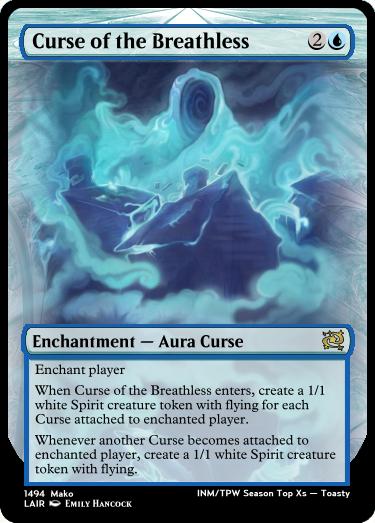 Curse of the Breathless 2
Enchantment — Aura Curse
Enchant player
When Curse of the Breathless enters, create a 1/1
white Spirit creature token with flying for each
Curse attached to enchanted player.
Whenever another Curse becomes attached to
enchanted player, create a 1/1 white Spirit creature
token with flying.
1494 Mako
LAIR Emily Hancock
INM/TPW Season Top Xs — Toasty